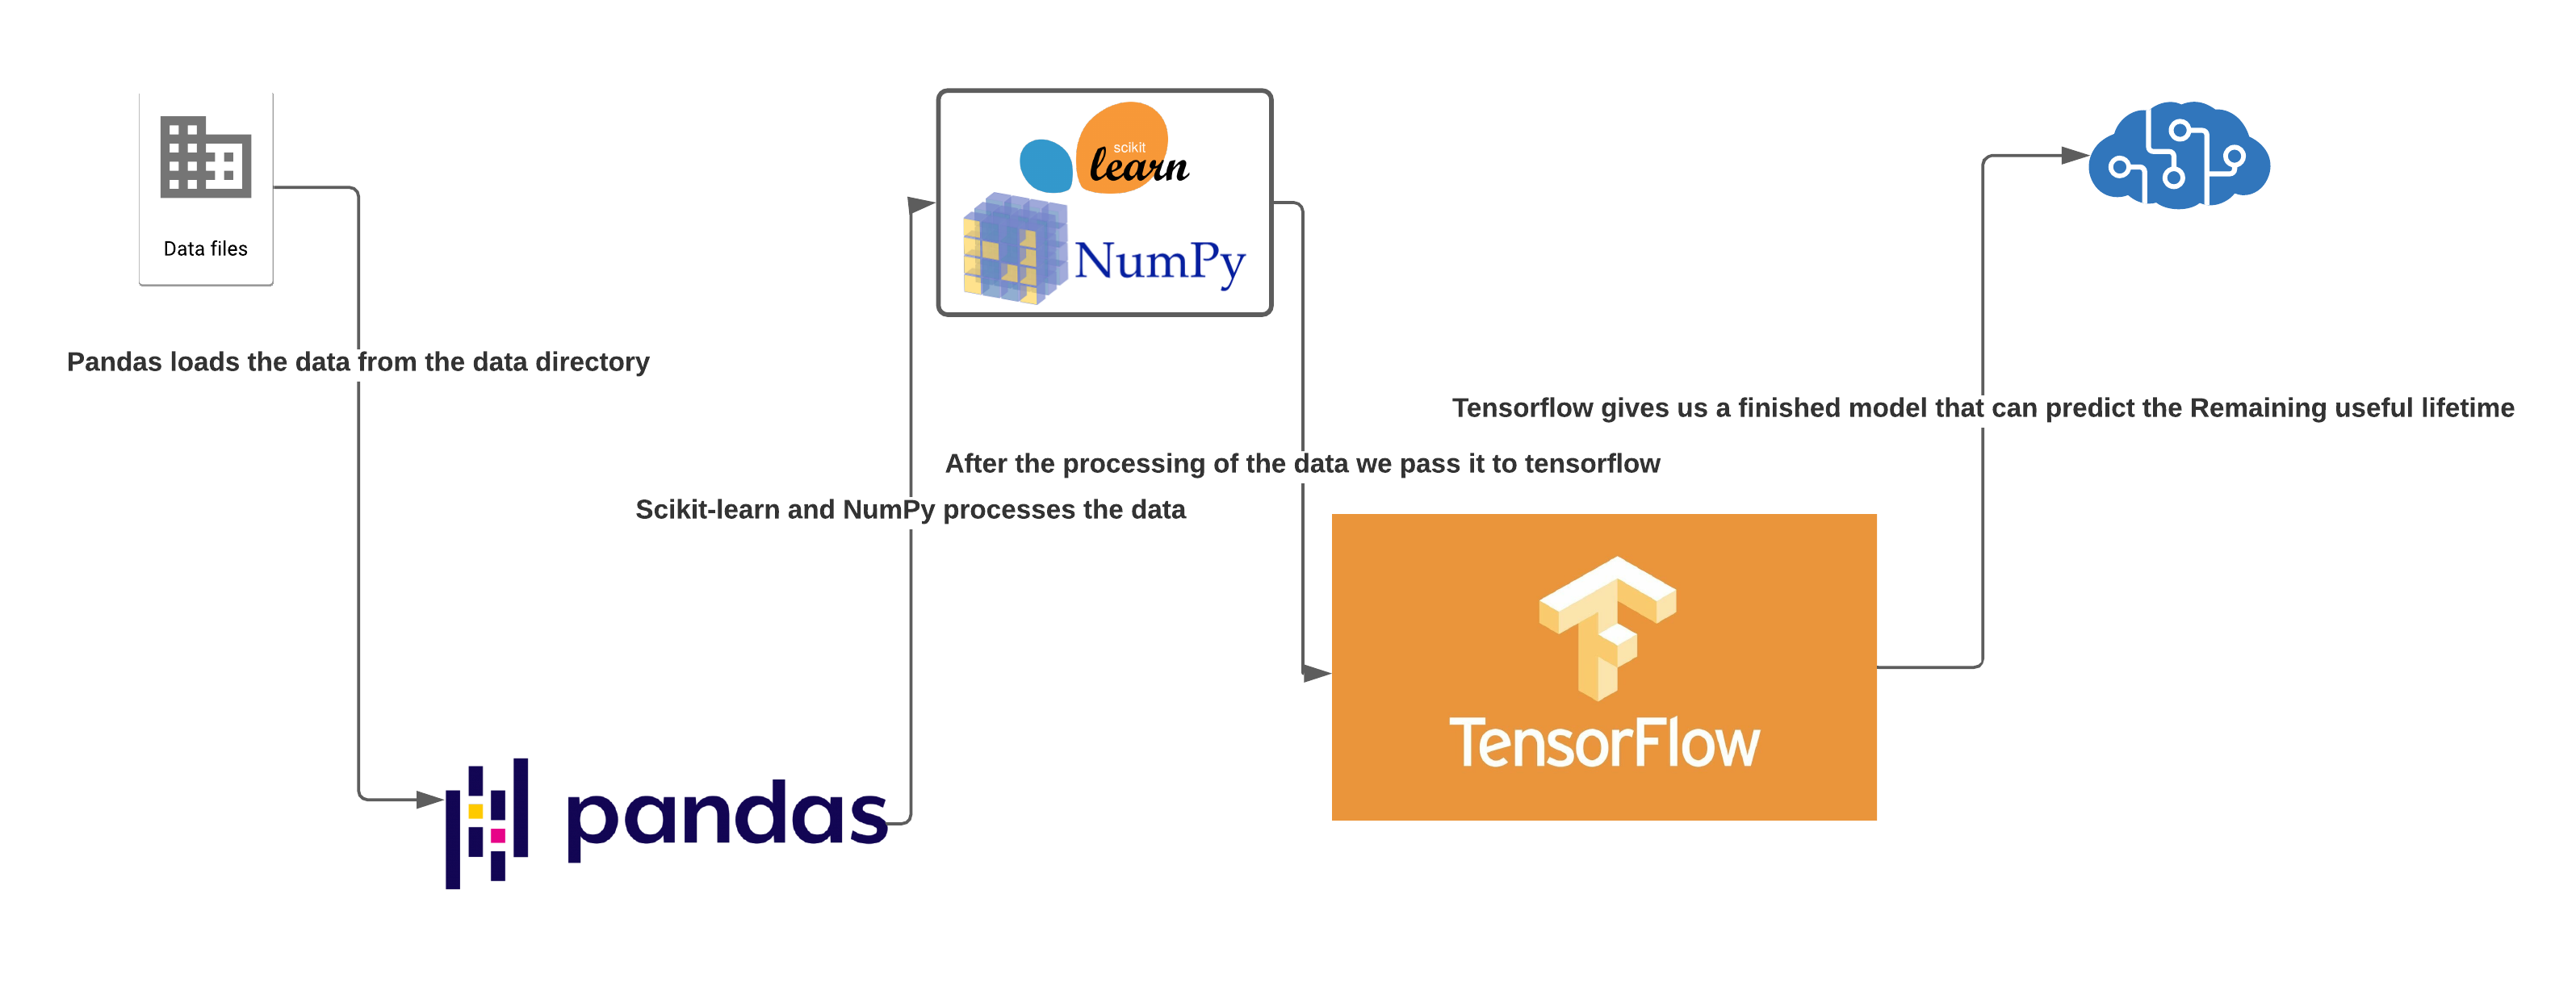 Data files
Pandas loads the data from the data directory
pandas
Scikit-learn and NumPy processes the data
scikit
learn
NumPy
After the processing of the data we pass it to tensorflow
TensorFlow
Tensorflow gives us a finished model that can predict the Remaining useful lifetime